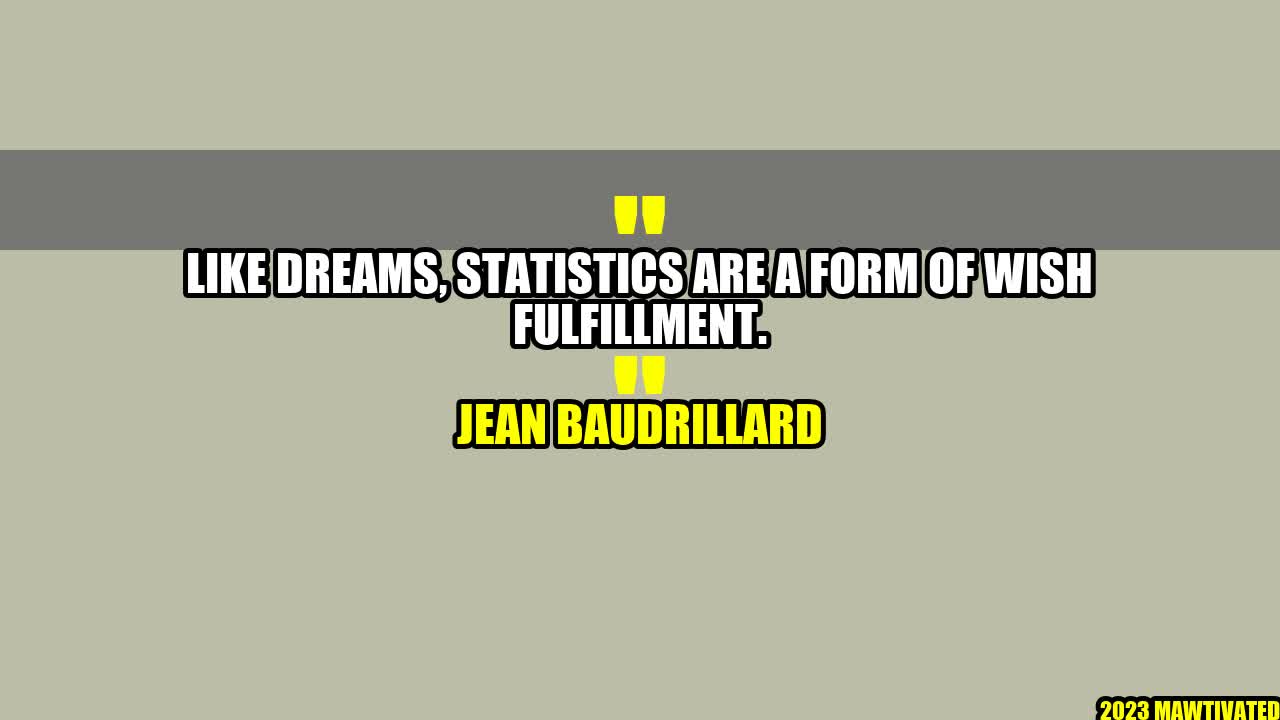 "
LIKE DREAMS, STATISTICS ARE A FORM OF WISH
FULFILLMENT.
"
JEAN BAUDRILLARD
2023 MAWTIVATED